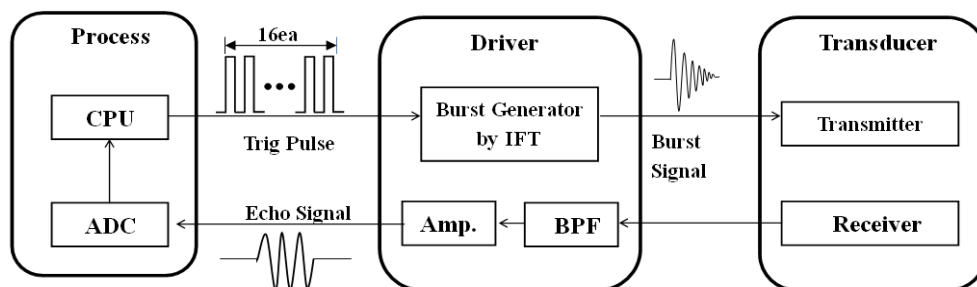 Process
16ea
Driver
Transducer
CPU
Trig Pulse
Burst Generator
by IFT
Burst
Signal
Transmitter
ADC
Echo Signal
Amp.
BPF
Receiver